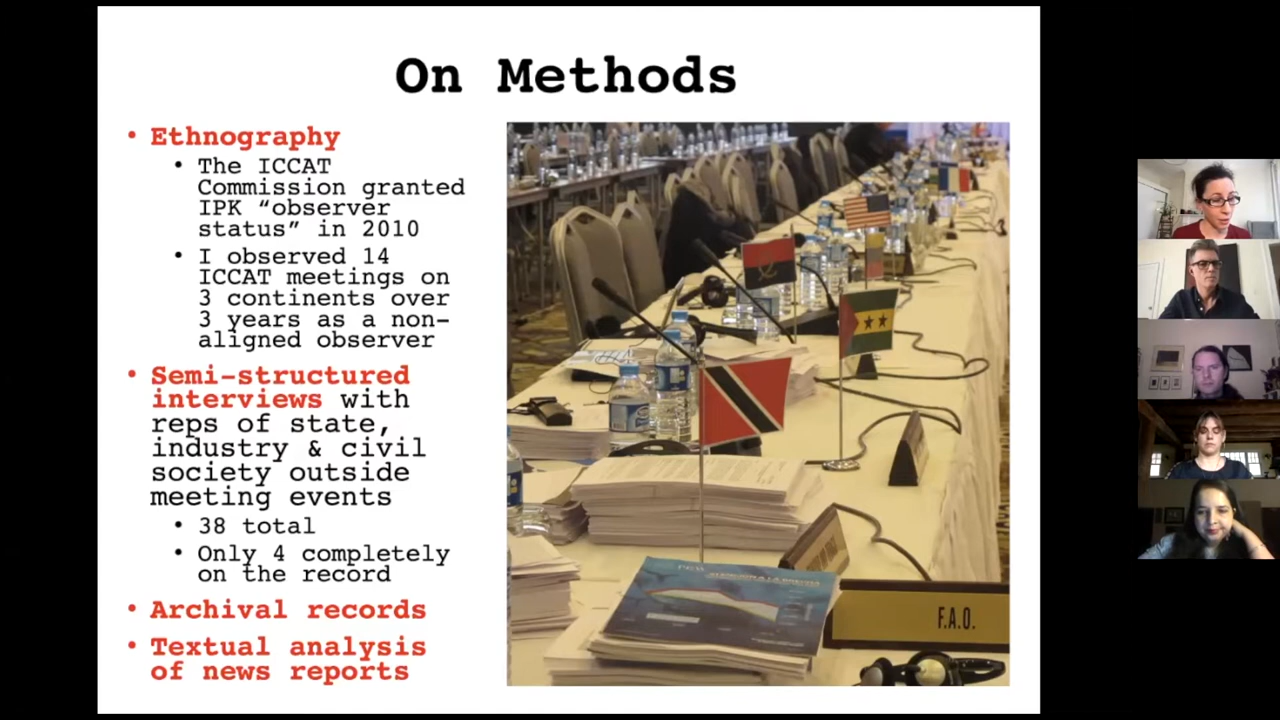 On Methods
• Ethnography
• The ICCAT
Commission granted
IPK “observer
status” in 2010
• I observed 14
ICCAT meetings on
3 continents over
3 years as a non-
aligned observer
• Semi-structured
interviews with
reps of state,
industry & civil
society outside
meeting events
• 38 total
• Only 4 completely
on the record
• Archival records
• Textual analysis
of news reports
F.A.O.